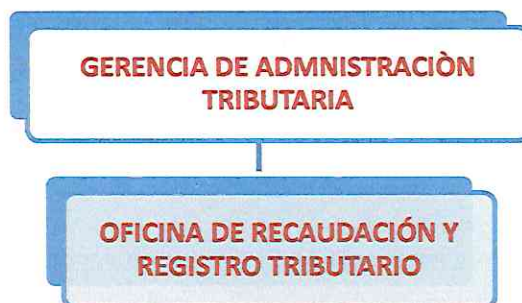 GERENCIA DE ADMNISTRACIÒN
TRIBUTARIA
OFICINA DE RECAUDACIÓN Y
REGISTRO TRIBUTARIO